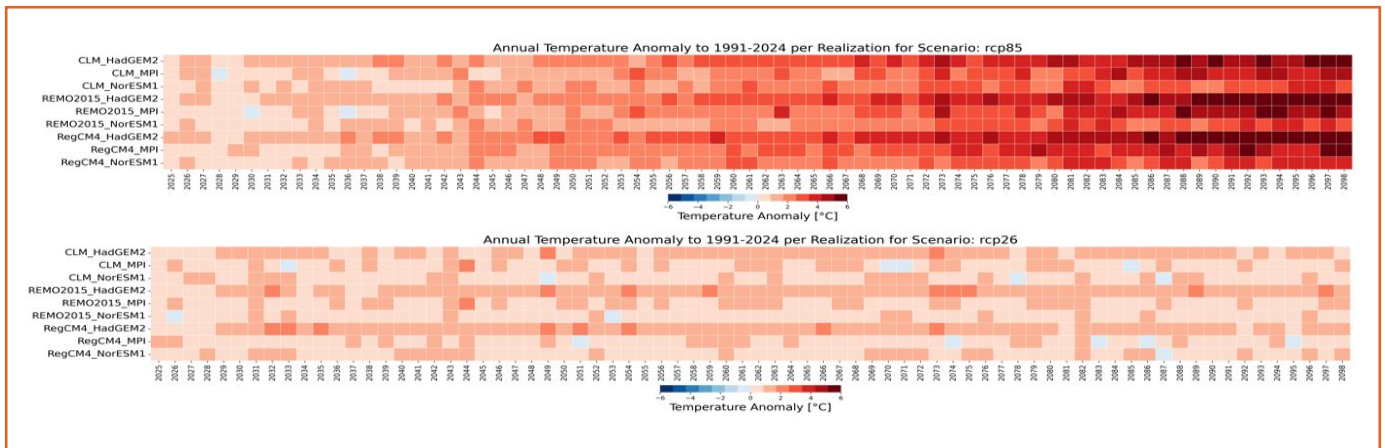 Annual Temperature Anomaly to 1991-2024 per Realization for Scenario: rcp85
CLM_HadGEM2
CLM_MPI
CLM_NorESM1
REMO2015_HadGEM2
REMO2015_MPI
REMO2015_NorESM1
RegCM4_HadGEM2
RegCM4_MPI
RegCM4_NorESM1
2025 2026 2027 2028 2029 2030 2031 2032 2033 2034 2035 2036 2037 2038 2039 2040 2041 2042 2043 2044 2045 2046 2047 2048 2049 2050 2051 2052 2053 2054 2055 2056 2057 2058 2059 2060 2061 2062 2063 2064 2065 2066 2067 2068 2069 2070 2071 2072 2073 2074 2075 2076 2077 2078 2079 2080 2081 2082 2083 2084 2085 2086 2087 2088 2089 2090 2091 2092 2093 2094 2095 2096 2097 2098
−6 −4 −2 0 2 4 6
Temperature Anomaly [°C]
Annual Temperature Anomaly to 1991-2024 per Realization for Scenario: rcp26
CLM_HadGEM2
CLM_MPI
CLM_NorESM1
REMO2015_HadGEM2
REMO2015_MPI
REMO2015_NorESM1
RegCM4_HadGEM2
RegCM4_MPI
RegCM4_NorESM1
2025 2026 2027 2028 2029 2030 2031 2032 2033 2034 2035 2036 2037 2038 2039 2040 2041 2042 2043 2044 2045 2046 2047 2048 2049 2050 2051 2052 2053 2054 2055 2056 2057 2058 2059 2060 2061 2062 2063 2064 2065 2066 2067 2068 2069 2070 2071 2072 2073 2074 2075 2076 2077 2078 2079 2080 2081 2082 2083 2084 2085 2086 2087 2088 2089 2090 2091 2092 2093 2094 2095 2096 2097 2098
−6 −4 −2 0 2 4 6
Temperature Anomaly [°C]